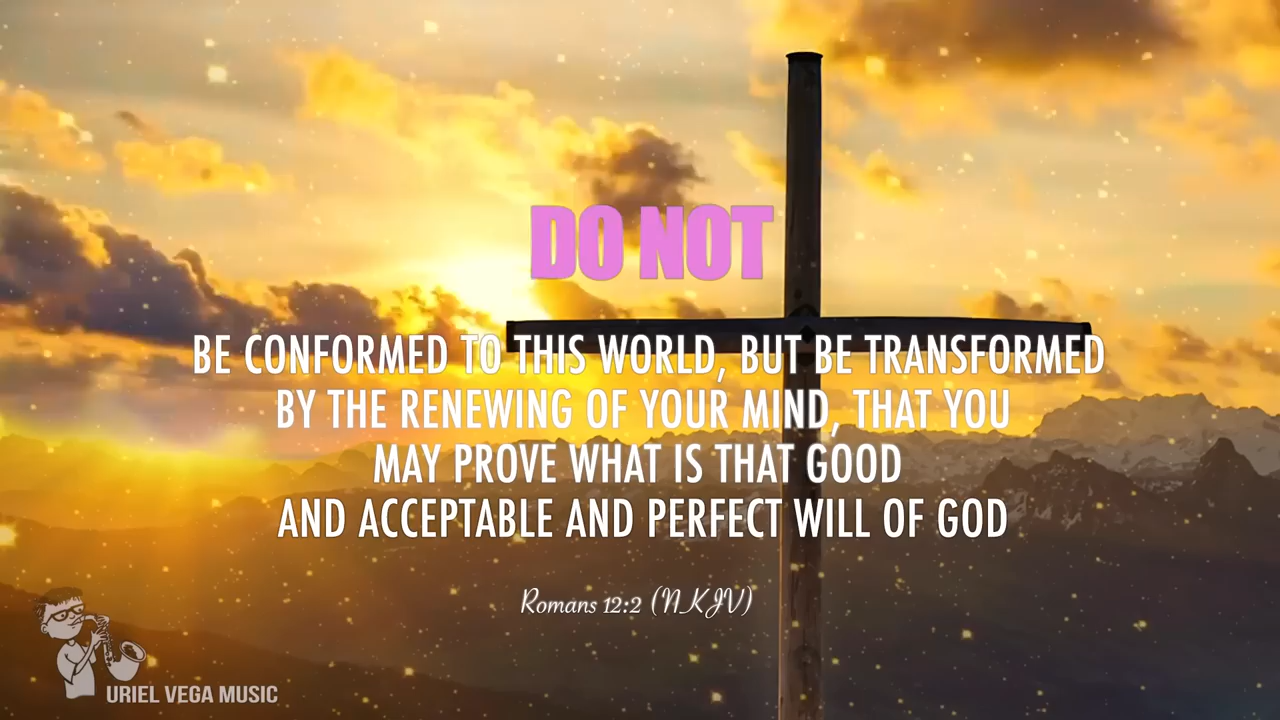 DO NOT
BE CONFORMED TO THIS WORLD, BUT BE TRANSFORMED
BY THE RENEWING OF YOUR MIND, THAT YOU
MAY PROVE WHAT IS THAT GOOD
AND ACCEPTABLE AND PERFECT WILL OF GOD
Romans 12:2 (NKJV)
URIEL VEGA MUSIC